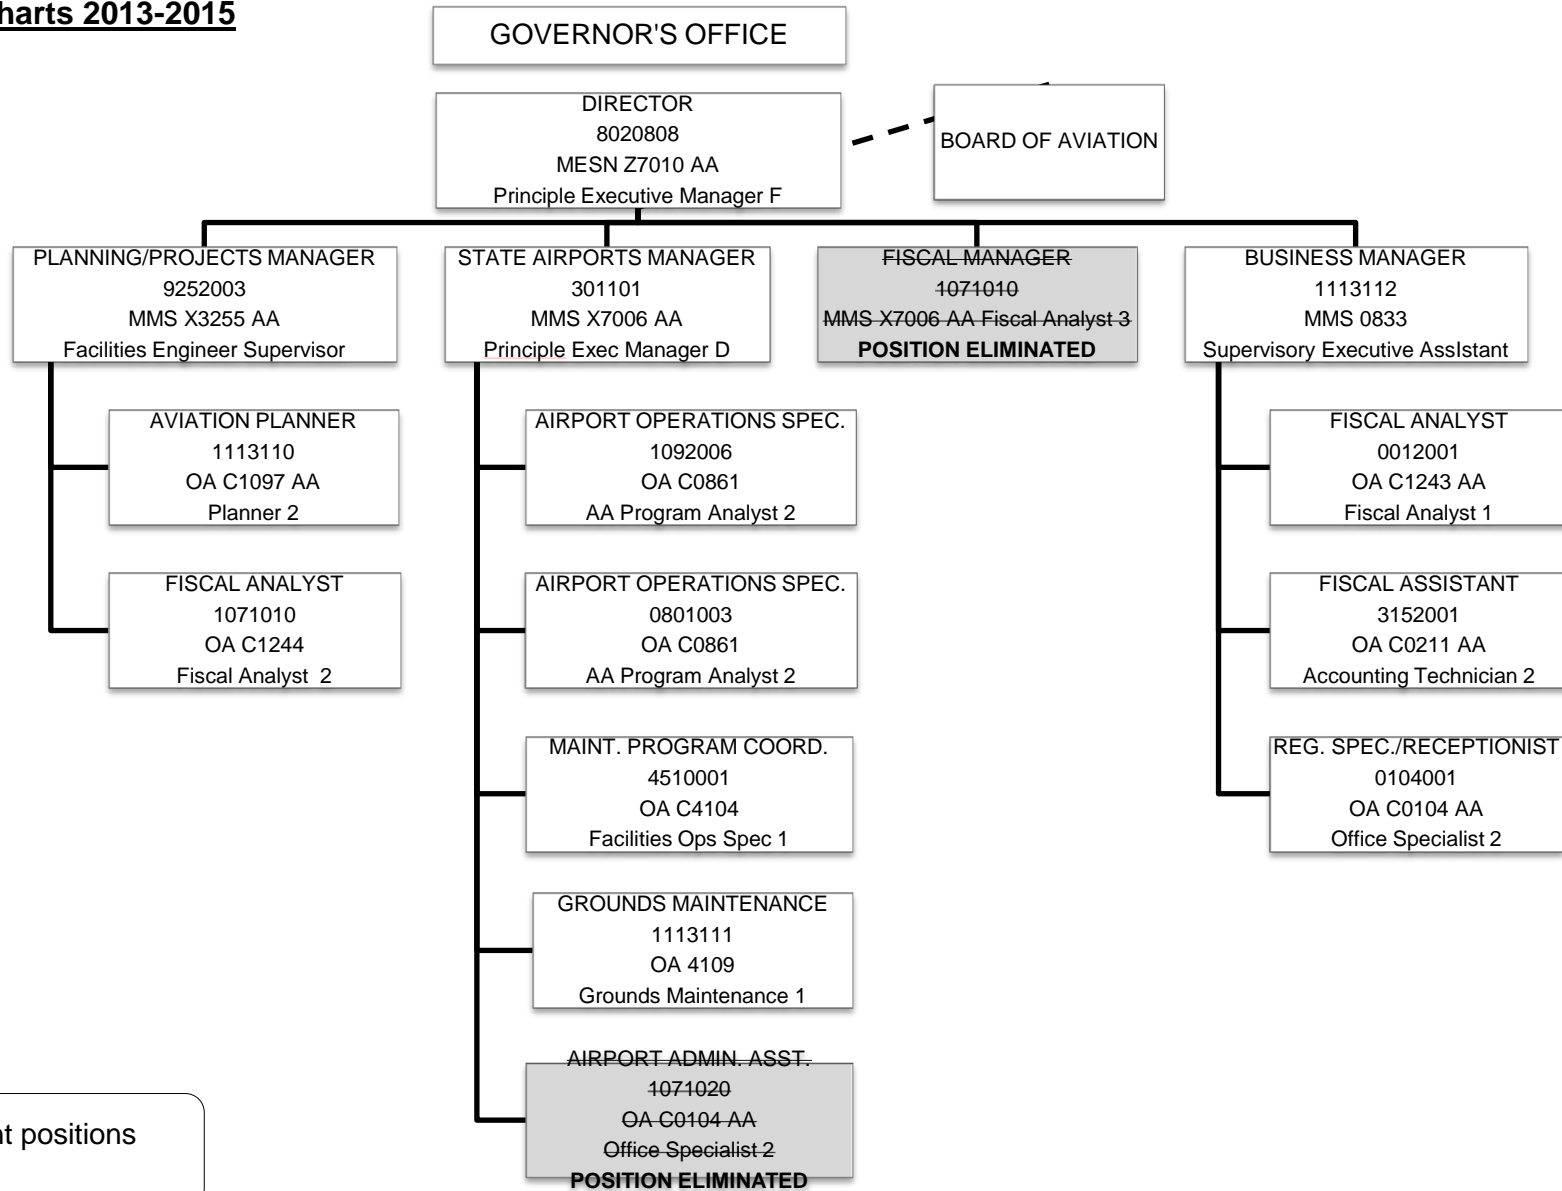 harts 2013-2015
GOVERNOR'S OFFICE
DIRECTOR
8020808
MESN Z7010 AA
Principle Executive Manager F
BOARD OF AVIATION
PLANNING/PROJECTS MANAGER
9252003
MMS X3255 AA
Facilities Engineer Supervisor
STATE AIRPORTS MANAGER
301101
MMS X7006 AA
Principle Exec Manager D
FISCAL MANAGER
1071010
MMS X7006 AA Fiscal Analyst 3
POSITION ELIMINATED
BUSINESS MANAGER
1113112
MMS 0833
Supervisory Executive AssIstant
AVIATION PLANNER
1113110
OA C1097 AA
Planner 2
FISCAL ANALYST
1071010
OA C1244
Fiscal Analyst 2
AIRPORT OPERATIONS SPEC.
1092006
OA C0861
AA Program Analyst 2
AIRPORT OPERATIONS SPEC.
0801003
OA C0861
AA Program Analyst 2
MAINT. PROGRAM COORD.
4510001
OA C4104
Facilities Ops Spec 1
GROUNDS MAINTENANCE
1113111
OA 4109
Grounds Maintenance 1
AIRPORT ADMIN. ASST.
1071020
OA C0104 AA
Office Specialist 2
POSITION ELIMINATED
FISCAL ANALYST
0012001
OA C1243 AA
Fiscal Analyst 1
FISCAL ASSISTANT
3152001
OA C0211 AA
Accounting Technician 2
REG. SPEC./RECEPTIONIST
0104001
OA C0104 AA
Office Specialist 2
nt positions